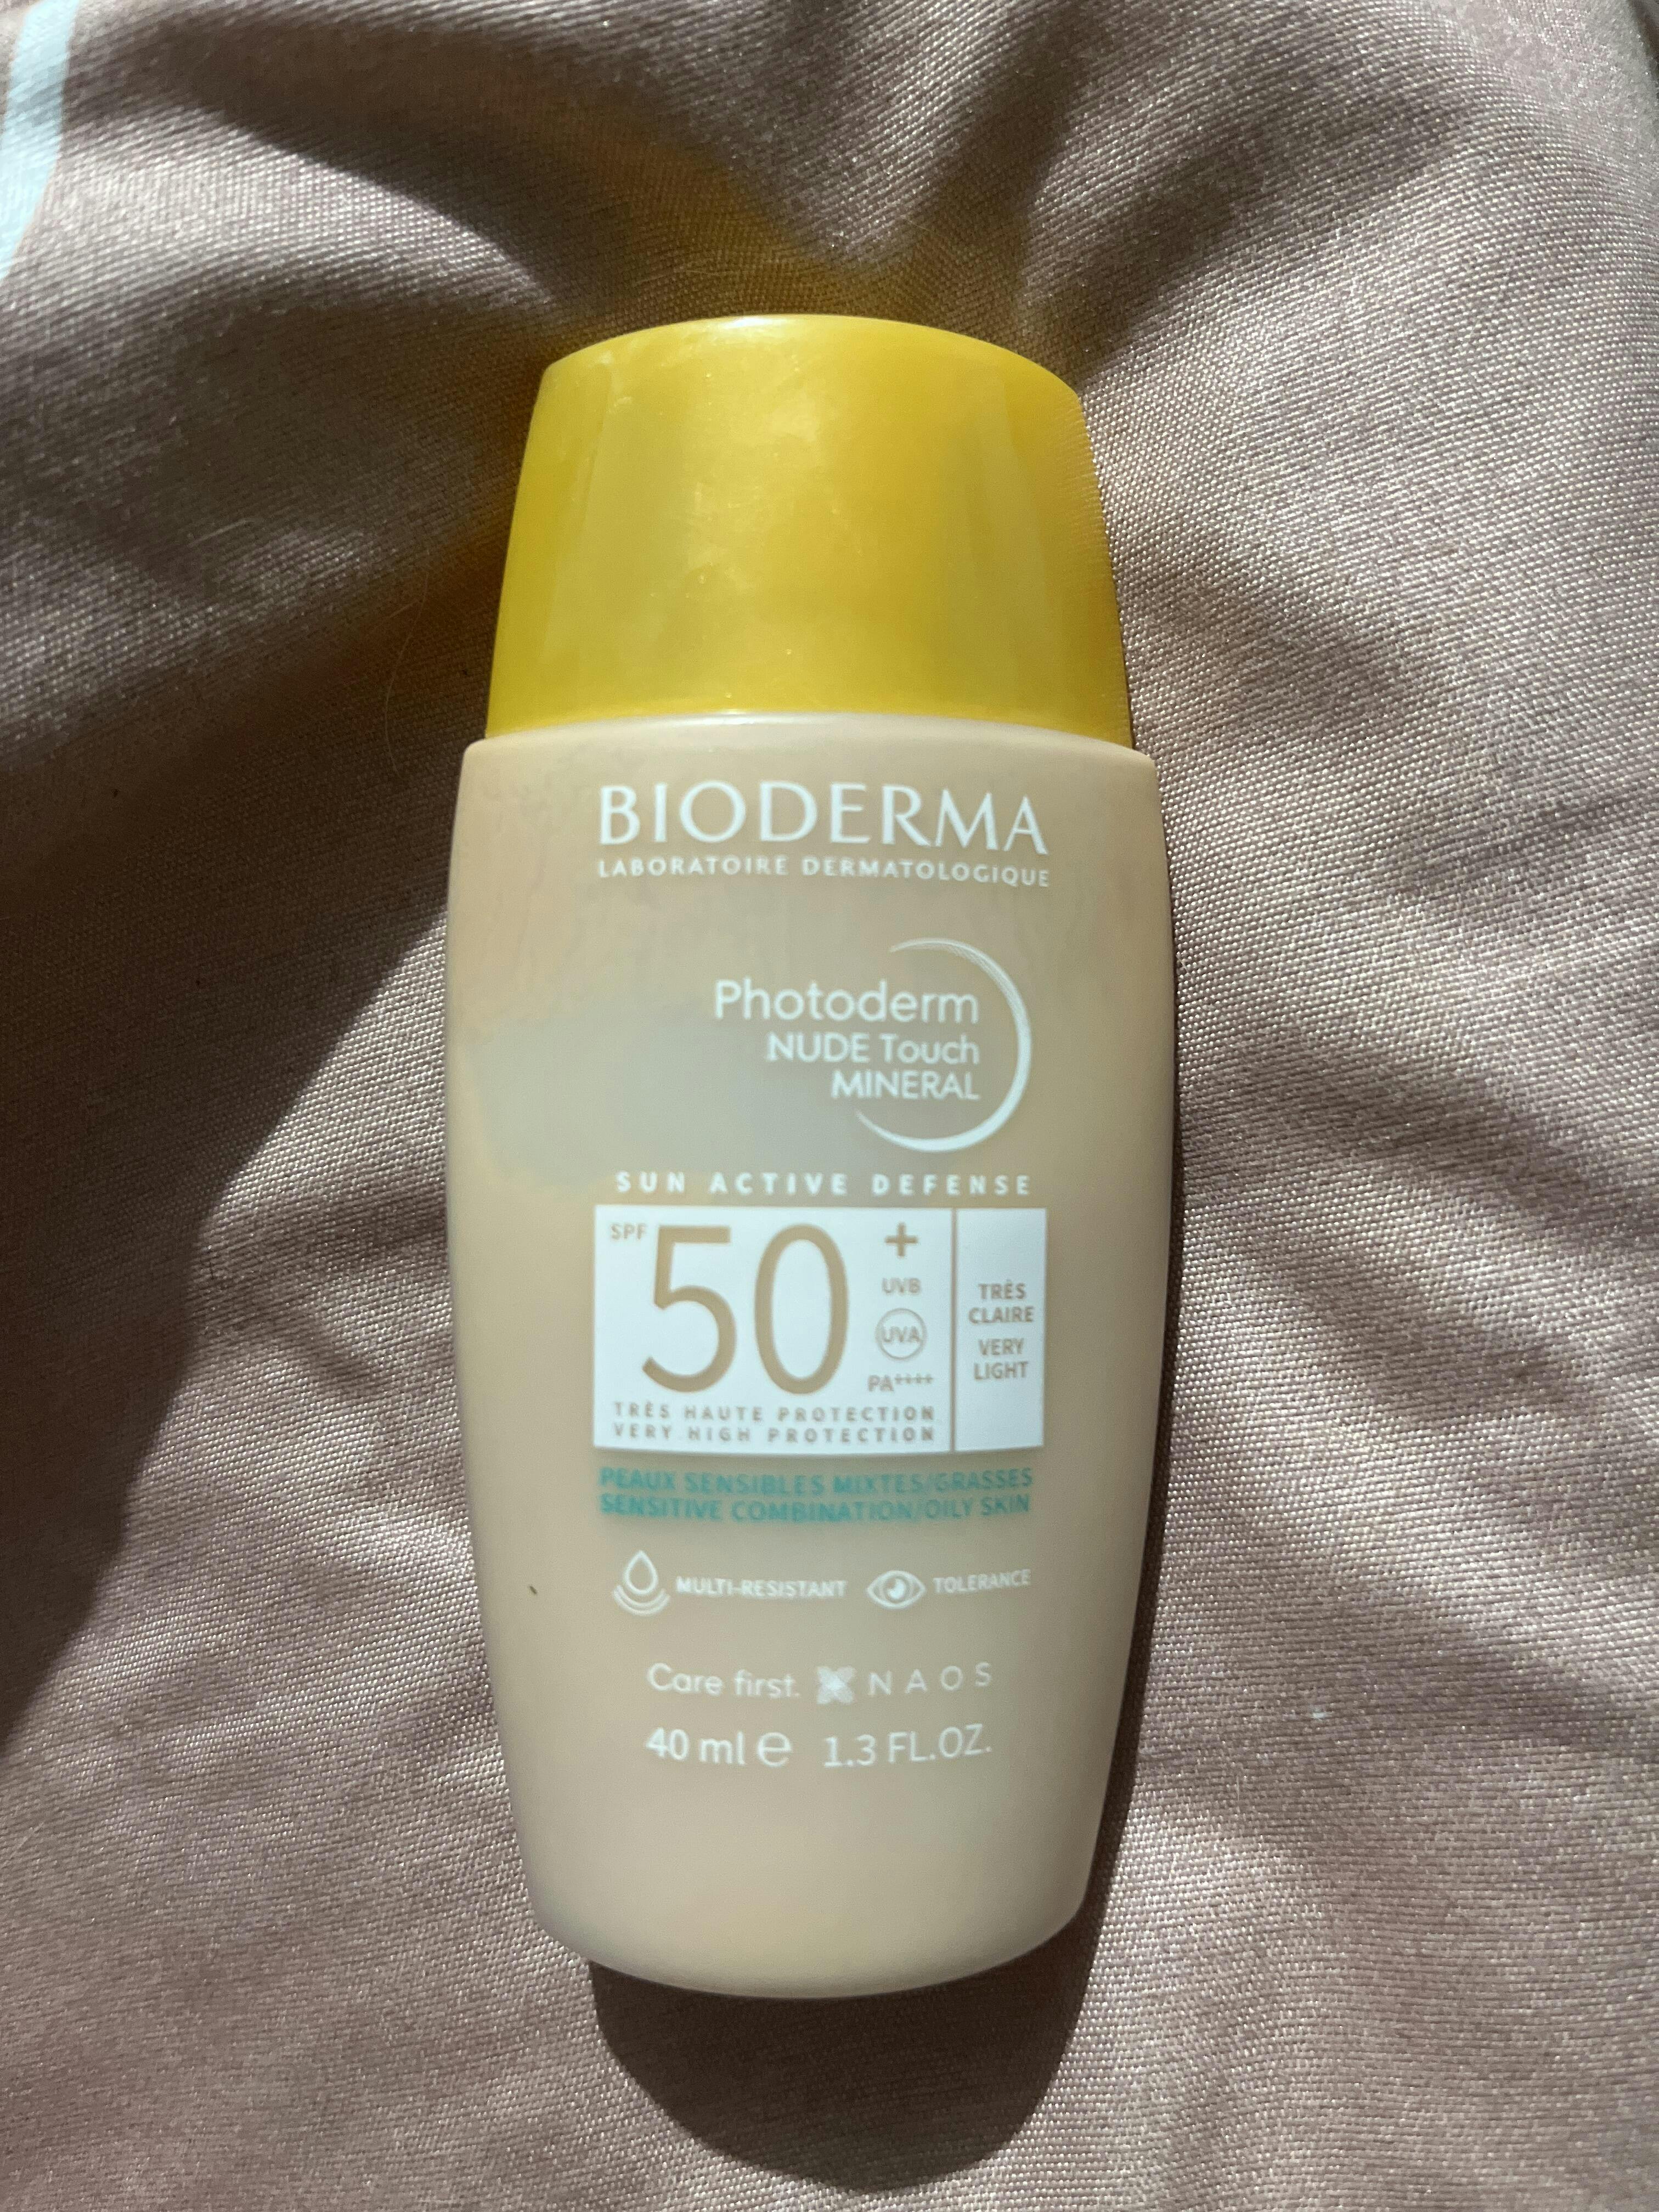 BIODERMA
LABORATOIRE DERMATOLOGIQUE
Photoderm
NUDE Touch
MINERAL
SUN ACTIVE DEFENSE
SPF 50+
UVB
UVA
PA++++
TRÈS HAUTE PROTECTION
VERY HIGH PROTECTION
TRÈS
CLAIRE
VERY
LIGHT
PEAUX SENSIBLES MIXTES/GRASSES
SENSITIVE COMBINATION/OILY SKIN
MULTI-RESISTANT TOLERANCE
Care first. NAOS
40 ml e 1.3 FL.OZ.